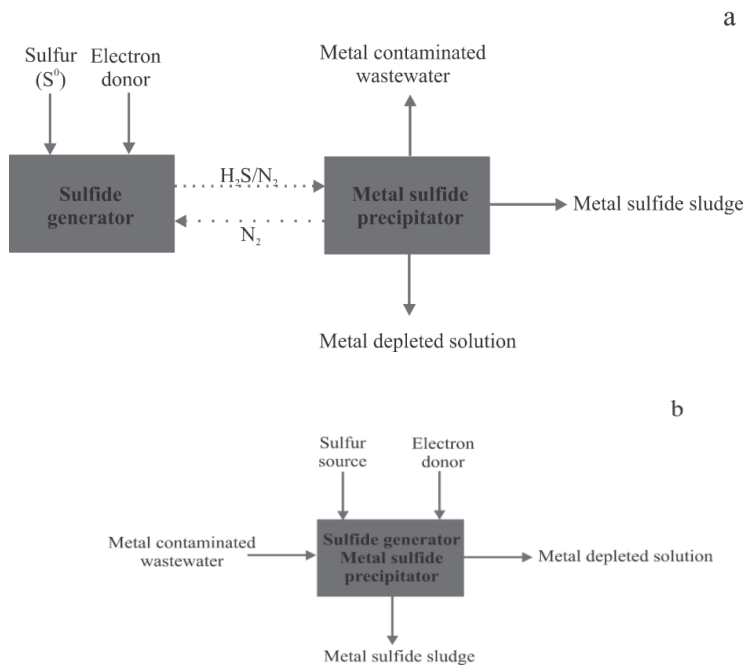 a
Metal contaminated
wastewater
Sulfur
(S⁰)
Electron
donor
Sulfide
generator
H₂S/N₂
N₂
Metal sulfide
precipitator
Metal sulfide sludge
Metal depleted solution
b
Sulfur
source
Electron
donor
Metal contaminated
wastewater
Sulfide generator
Metal sulfide
precipitator
Metal depleted solution
Metal sulfide sludge